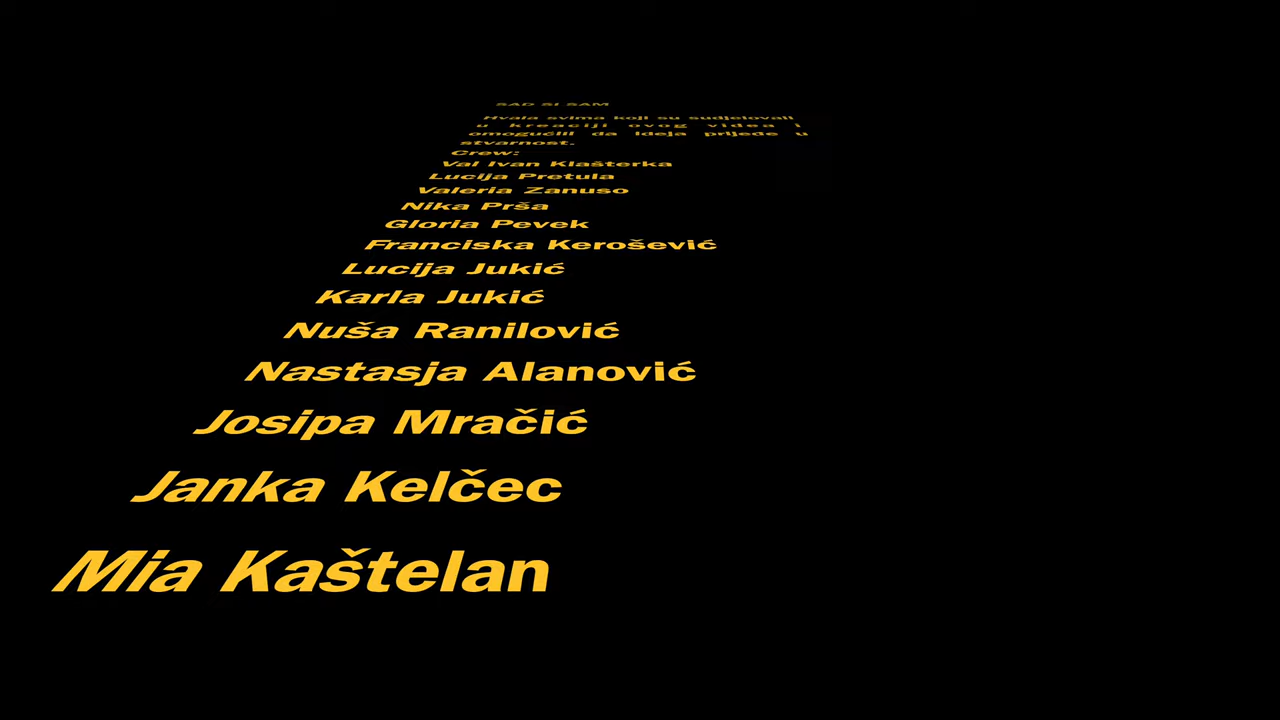 SAD SI SAM
Hvala svima koji su sudjelovali
u kreaciji ovog videa i
omogućili da ideja prijeđe u
stvarnost.
Crew:
Val Ivan Klašterka
Lucija Pretula
Valeria Zanuso
Nika Prša
Gloria Pevek
Franciska Kerošević
Lucija Jukić
Karla Jukić
Nuša Ranilović
Nastasja Alanović
Josipa Mračić
Janka Kelčec
Mia Kaštelan